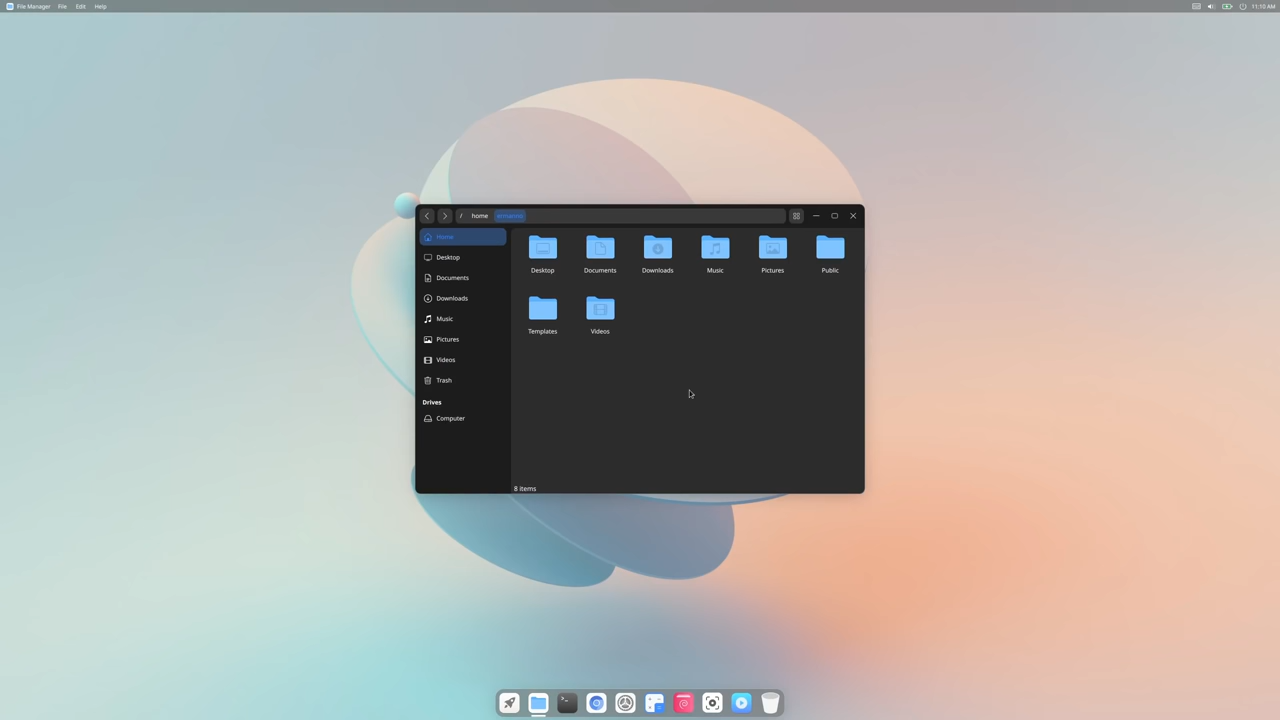 File Manager File Edit Help 11:10 AM
/ home ermanno
Home
Desktop
Documents
Downloads
Music
Pictures
Videos
Trash
Drives
Computer
Desktop Documents Downloads Music Pictures Public
Templates Videos
8 items